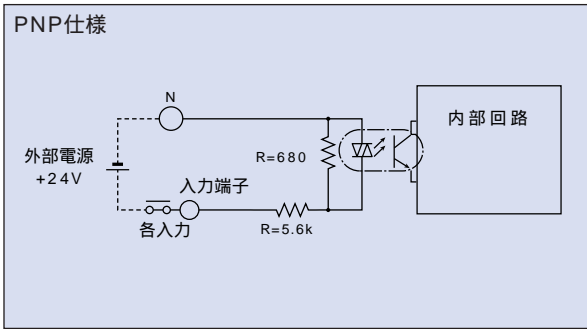 PNP仕様
N
外部電源
+24V
R=680
内部回路
入力端子
各入力
R=5.6k